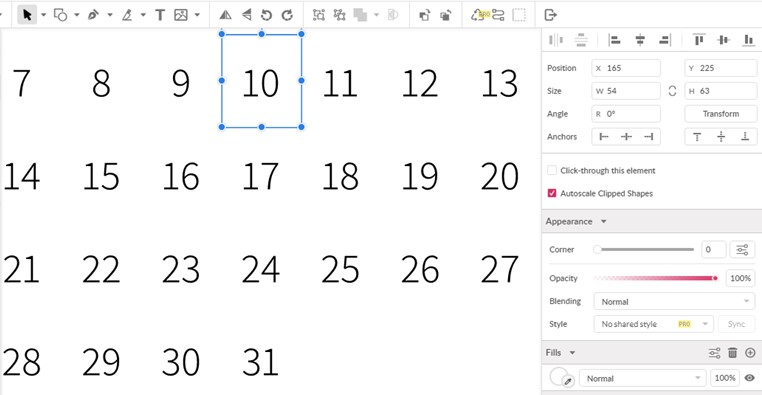 T
PRO
7 8 9 10 11 12 13
14 15 16 17 18 19 20
21 22 23 24 25 26 27
28 29 30 31
Position X 165 Y 225
Size W 54 H 63
Angle R 0° Transform
Anchors
Click-through this element
Autoscale Clipped Shapes
Appearance
Corner 0
Opacity 100%
Blending Normal
Style No shared style PRO Sync
Fills
Normal 100%